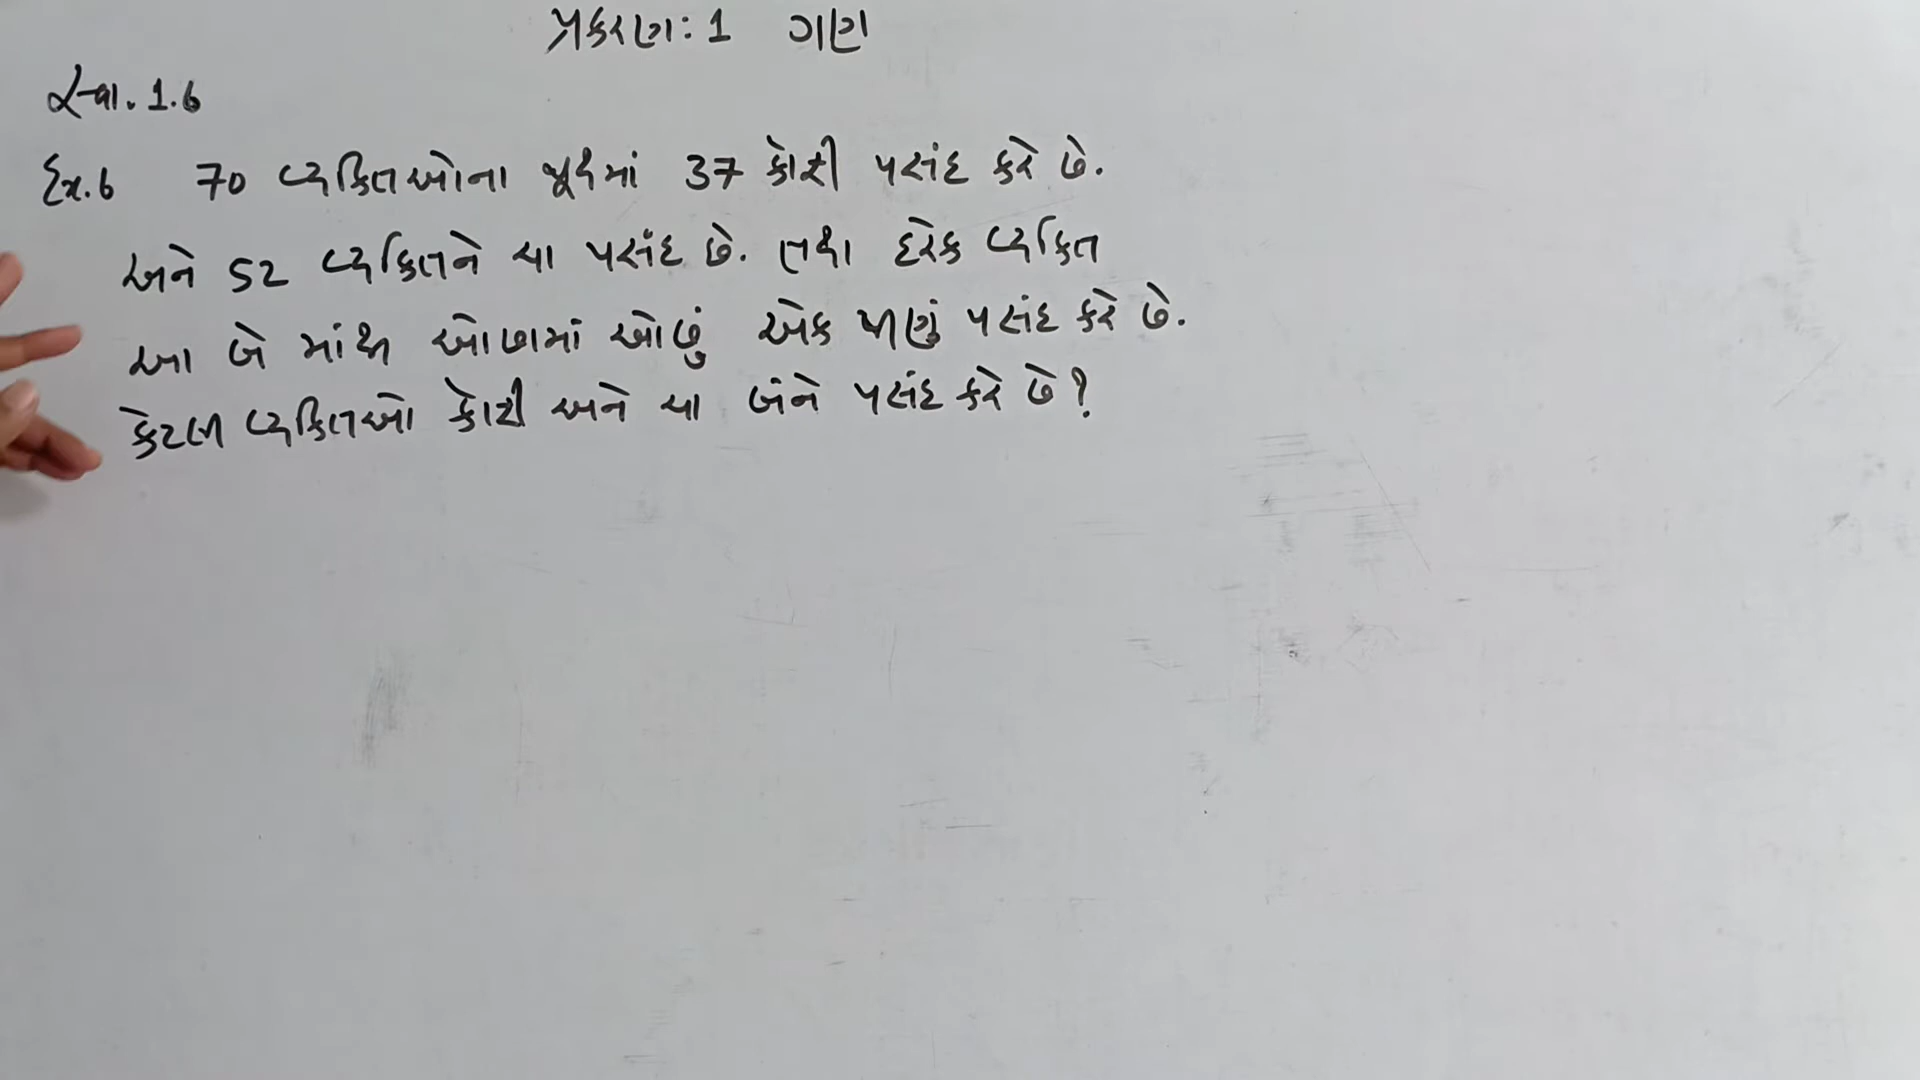 પ્રકરણ: 1 ગણ
સ્વા. 1.6
Ex.6 70 વ્યક્તિઓના જૂથમાં 37 કોફી પસંદ કરે છે.
અને 52 વ્યક્તિને ચા પસંદ છે. તથા દરેક વ્યક્તિ
આ બે માંથી ઓછામાં ઓછું એક પીણું પસંદ કરે છે.
કેટલી વ્યક્તિઓ કોફી અને ચા બંને પસંદ કરે છે?